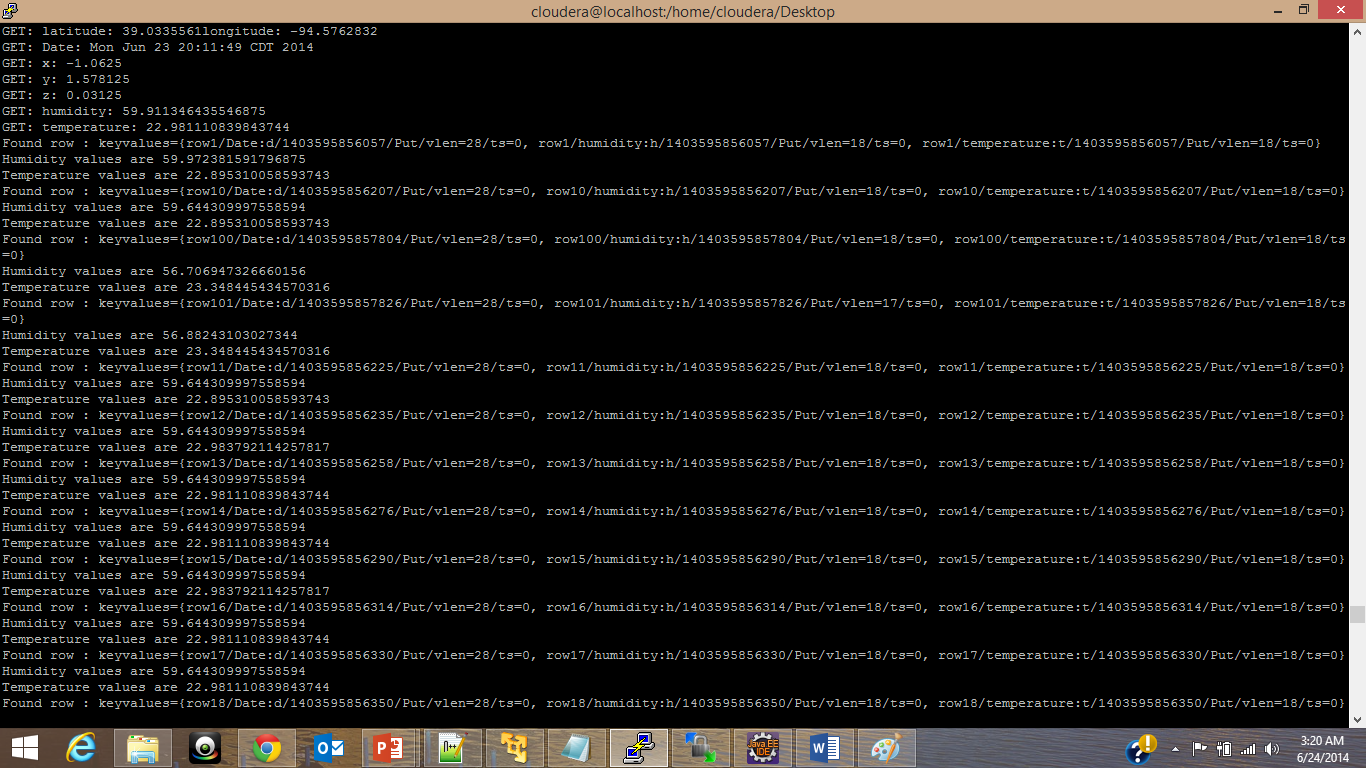 cloudera@localhost:/home/cloudera/Desktop
GET: latitude: 39.0335561longitude: -94.5762832
GET: Date: Mon Jun 23 20:11:49 CDT 2014
GET: x: -1.0625
GET: y: 1.578125
GET: z: 0.03125
GET: humidity: 59.911346435546875
GET: temperature: 22.981110839843744
Found row : keyvalues={row1/Date:d/1403595856057/Put/vlen=28/ts=0, row1/humidity:h/1403595856057/Put/vlen=18/ts=0, row1/temperature:t/1403595856057/Put/vlen=18/ts=0}
Humidity values are 59.972381591796875
Temperature values are 22.895310058593743
Found row : keyvalues={row10/Date:d/1403595856207/Put/vlen=28/ts=0, row10/humidity:h/1403595856207/Put/vlen=18/ts=0, row10/temperature:t/1403595856207/Put/vlen=18/ts=0}
Humidity values are 59.644309997558594
Temperature values are 22.895310058593743
Found row : keyvalues={row100/Date:d/1403595857804/Put/vlen=28/ts=0, row100/humidity:h/1403595857804/Put/vlen=18/ts=0, row100/temperature:t/1403595857804/Put/vlen=18/ts
=0}
Humidity values are 56.706947326660156
Temperature values are 23.348445434570316
Found row : keyvalues={row101/Date:d/1403595857826/Put/vlen=28/ts=0, row101/humidity:h/1403595857826/Put/vlen=17/ts=0, row101/temperature:t/1403595857826/Put/vlen=18/ts
=0}
Humidity values are 56.88243103027344
Temperature values are 23.348445434570316
Found row : keyvalues={row11/Date:d/1403595856225/Put/vlen=28/ts=0, row11/humidity:h/1403595856225/Put/vlen=18/ts=0, row11/temperature:t/1403595856225/Put/vlen=18/ts=0}
Humidity values are 59.644309997558594
Temperature values are 22.895310058593743
Found row : keyvalues={row12/Date:d/1403595856235/Put/vlen=28/ts=0, row12/humidity:h/1403595856235/Put/vlen=18/ts=0, row12/temperature:t/1403595856235/Put/vlen=18/ts=0}
Humidity values are 59.644309997558594
Temperature values are 22.983792114257817
Found row : keyvalues={row13/Date:d/1403595856258/Put/vlen=28/ts=0, row13/humidity:h/1403595856258/Put/vlen=18/ts=0, row13/temperature:t/1403595856258/Put/vlen=18/ts=0}
Humidity values are 59.644309997558594
Temperature values are 22.981110839843744
Found row : keyvalues={row14/Date:d/1403595856276/Put/vlen=28/ts=0, row14/humidity:h/1403595856276/Put/vlen=18/ts=0, row14/temperature:t/1403595856276/Put/vlen=18/ts=0}
Humidity values are 59.644309997558594
Temperature values are 22.981110839843744
Found row : keyvalues={row15/Date:d/1403595856290/Put/vlen=28/ts=0, row15/humidity:h/1403595856290/Put/vlen=18/ts=0, row15/temperature:t/1403595856290/Put/vlen=18/ts=0}
Humidity values are 59.644309997558594
Temperature values are 22.983792114257817
Found row : keyvalues={row16/Date:d/1403595856314/Put/vlen=28/ts=0, row16/humidity:h/1403595856314/Put/vlen=18/ts=0, row16/temperature:t/1403595856314/Put/vlen=18/ts=0}
Humidity values are 59.644309997558594
Temperature values are 22.981110839843744
Found row : keyvalues={row17/Date:d/1403595856330/Put/vlen=28/ts=0, row17/humidity:h/1403595856330/Put/vlen=18/ts=0, row17/temperature:t/1403595856330/Put/vlen=18/ts=0}
Humidity values are 59.644309997558594
Temperature values are 22.981110839843744
Found row : keyvalues={row18/Date:d/1403595856350/Put/vlen=28/ts=0, row18/humidity:h/1403595856350/Put/vlen=18/ts=0, row18/temperature:t/1403595856350/Put/vlen=18/ts=0}
Java EE IDE
3:20 AM
6/24/2014